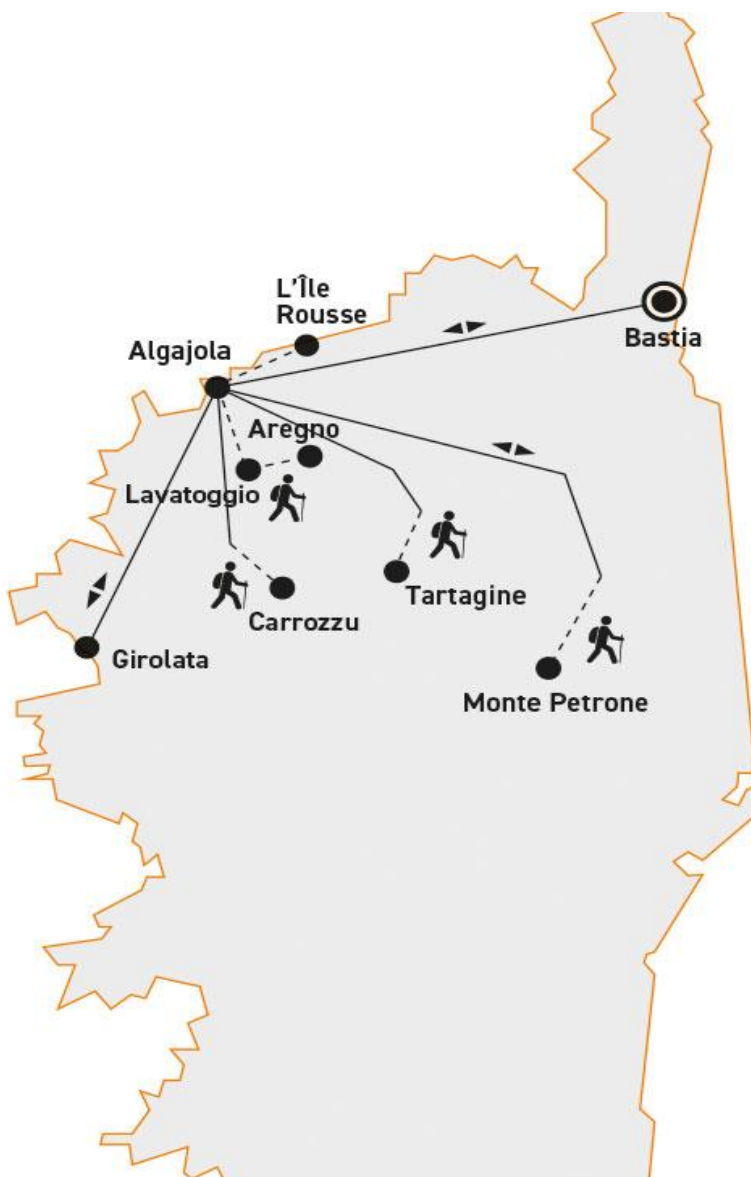 L’Île
Rousse
Algajola
Bastia
Aregno
Lavatoggio
Carrozzu
Tartagine
Girolata
Monte Petrone